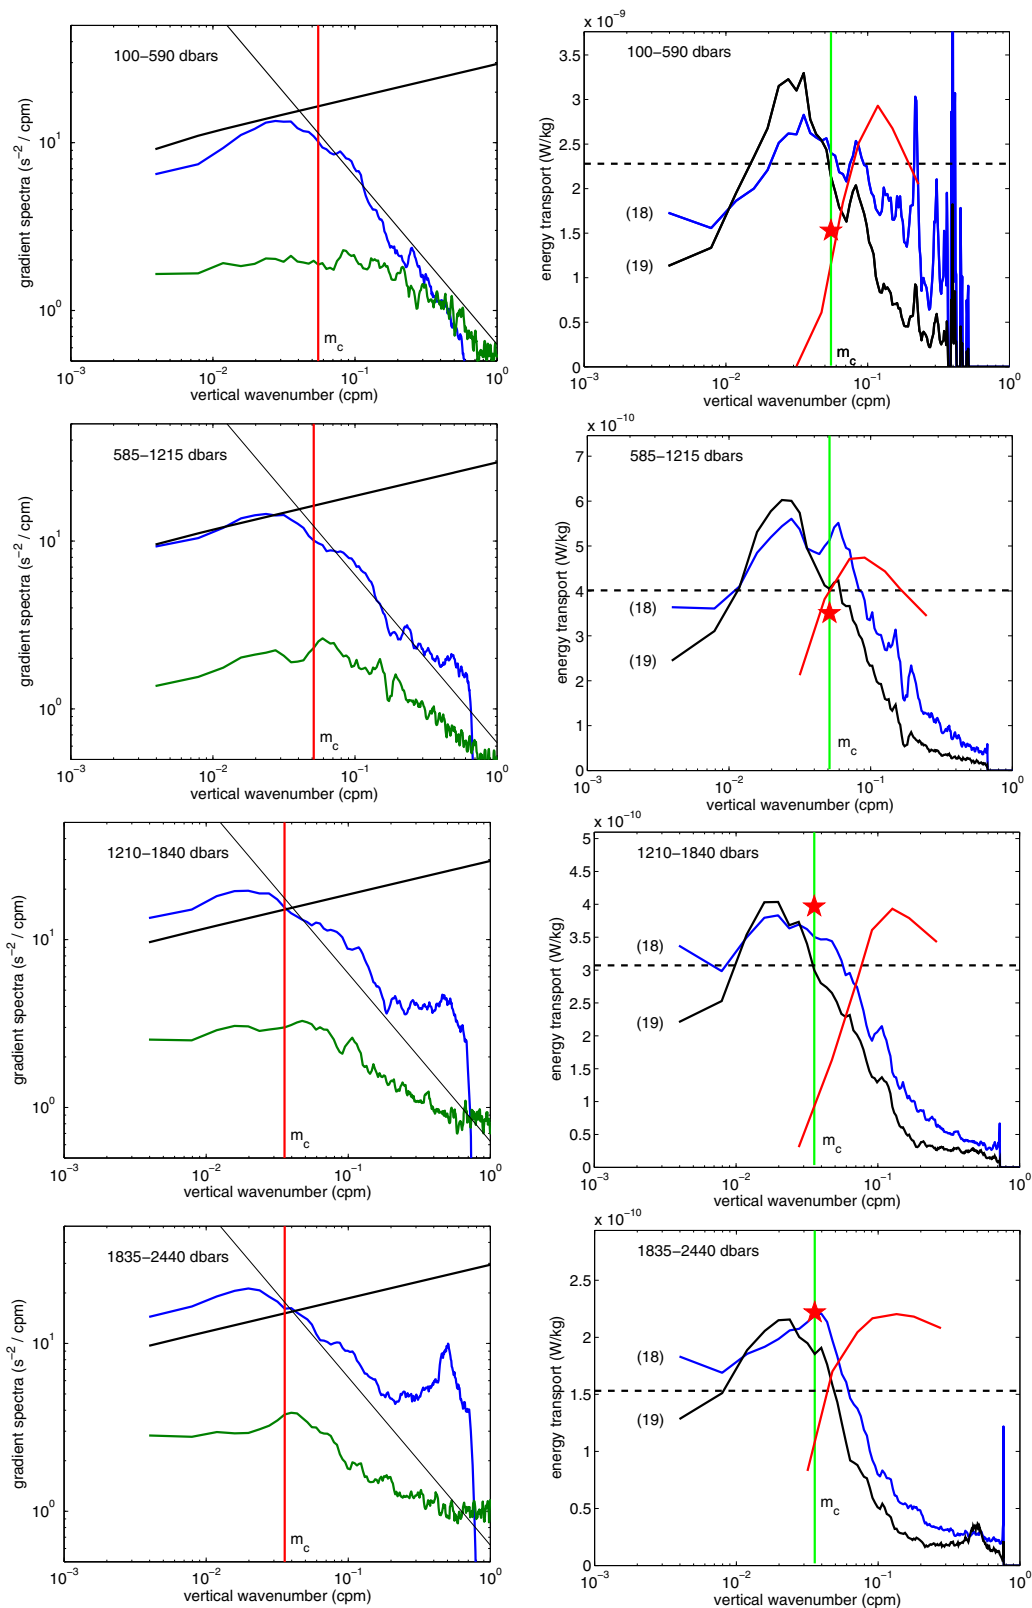 100−590 dbars
gradient spectra (s⁻² / cpm)
10¹
10⁰
m_c
10⁻³ 10⁻² 10⁻¹ 10⁰
vertical wavenumber (cpm)
x 10⁻⁹
100−590 dbars
energy transport (W/kg)
3.5
3
2.5
2
1.5
1
0.5
0
(18)
(19)
m_c
10⁻³ 10⁻² 10⁻¹ 10⁰
vertical wavenumber (cpm)
585−1215 dbars
gradient spectra (s⁻² / cpm)
10¹
10⁰
m_c
10⁻³ 10⁻² 10⁻¹ 10⁰
vertical wavenumber (cpm)
x 10⁻¹⁰
585−1215 dbars
energy transport (W/kg)
7
6
5
4
3
2
1
0
(18)
(19)
m_c
10⁻³ 10⁻² 10⁻¹ 10⁰
vertical wavenumber (cpm)
1210−1840 dbars
gradient spectra (s⁻² / cpm)
10¹
10⁰
m_c
10⁻³ 10⁻² 10⁻¹ 10⁰
vertical wavenumber (cpm)
x 10⁻¹⁰
1210−1840 dbars
energy transport (W/kg)
5
4.5
4
3.5
3
2.5
2
1.5
1
0.5
0
(18)
(19)
m_c
10⁻³ 10⁻² 10⁻¹ 10⁰
vertical wavenumber (cpm)
1835−2440 dbars
gradient spectra (s⁻² / cpm)
10¹
10⁰
m_c
10⁻³ 10⁻² 10⁻¹ 10⁰
vertical wavenumber (cpm)
x 10⁻¹⁰
1835−2440 dbars
energy transport (W/kg)
2.5
2
1.5
1
0.5
0
(18)
(19)
m_c
10⁻³ 10⁻² 10⁻¹ 10⁰
vertical wavenumber (cpm)